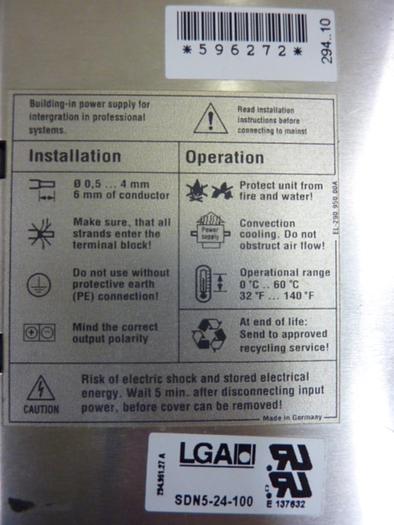 *596272*
294..10
Building-in power supply for
intergration in professional
systems.
Read installation
instructions before
connecting to mains!
Installation
Operation
Ø 0,5 ... 4 mm
6 mm of conductor
Protect unit from
fire and water!
Make sure, that all
strands enter the
terminal block!
Power
supply
Convection
cooling. Do not
obstruct air flow!
Do not use without
protective earth
(PE) connection!
Operational range
0 °C .. 60 °C
32 °F ... 140 °F
Mind the correct
output polarity
At end of life:
Send to approved
recycling service!
EL-290.950.00A
CAUTION
Risk of electric shock and stored electrical
energy. Wait 5 min. after disconnecting input
power, before cover can be removed!
Made in Germany
LGA
SDN5-24-100
E 137632